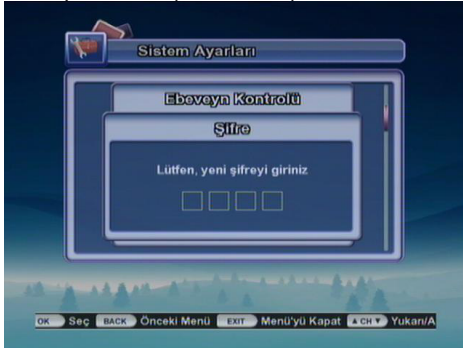 Sistem Ayarları
Ebeveyn Kontrolü
Şifre
Lütfen, yeni şifreyi giriniz
OK Seç BACK Önceki Menü EXIT Menü'yü Kapat ▲ CH ▼ Yukarı/A